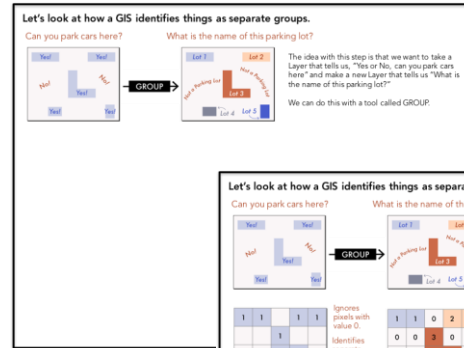 Let's look at how a GIS identifies things as separate groups.
Can you park cars here?
What is the name of this parking lot?
Yes!
Yes!
No!
No!
Yes!
Yes!
Yes!
GROUP
Lot 1
Lot 2
Not a Parking Lot
Not a Parking Lot
Lot 3
Lot 4
Lot 5
The idea with this step is that we want to take a
Layer that tells us, "Yes or No, can you park cars
here" and make a new Layer that tells us "What is
the name of this parking lot?"
We can do this with a tool called GROUP.
Let's look at how a GIS identifies things as separa
Can you park cars here?
What is the name of th
Yes!
Yes!
No!
No!
Yes!
Yes!
Yes!
GROUP
Lot 1
Lot
Not a Parking Lot
Not a
Lot 3
Lot 4
Lot 5
1 1 1 1
1
Ignores
pixels with
value 0.
Identifies
1 1 0 2
0 0 3 0